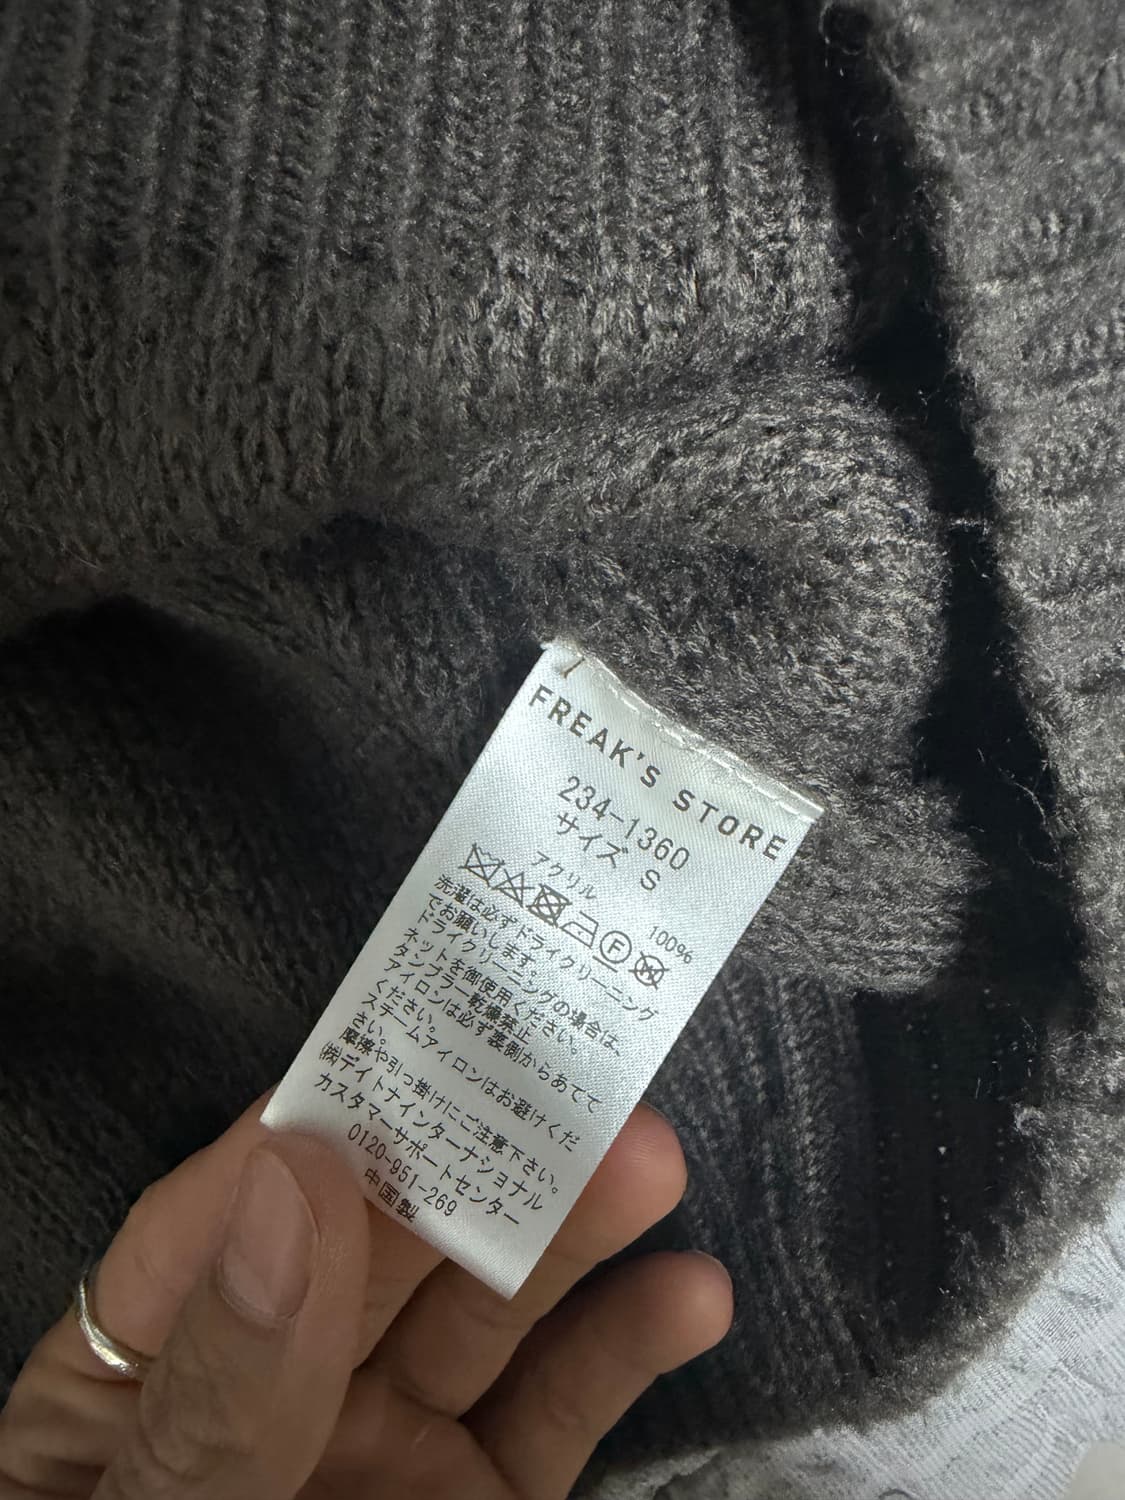 FREAK'S STORE
234-1360
サイズ S
アクリル 100%
F W
洗濯は必ずドライクリーニング
でお願いします。
ドライクリーニングの場合は、
ネットを御使用ください。
タンブラー乾燥禁止
アイロンは必ず裏側からあてて
ください。
スチームアイロンはお避けくだ
さい。
摩擦や引っ掛けにご注意下さい。
㈱デイトナインターナショナル
カスタマーサポートセンター
0120-951-269
中国製